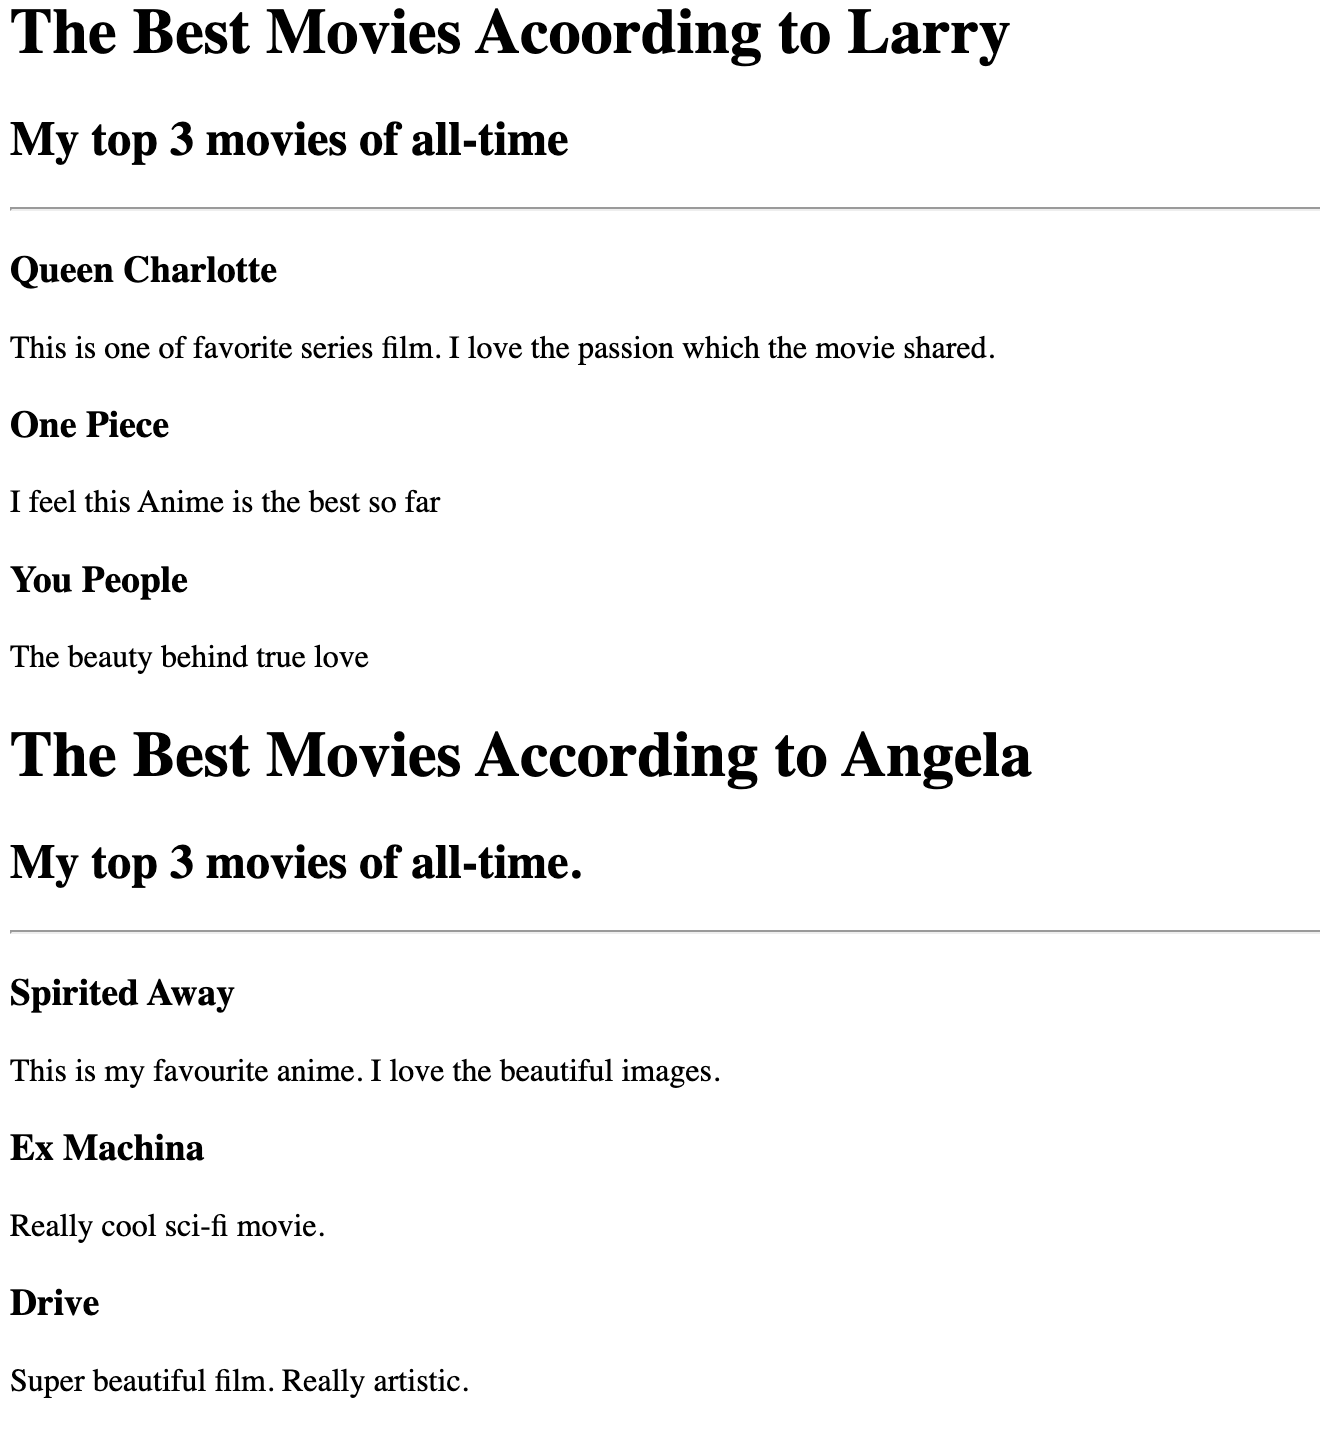 The Best Movies Acoording to Larry
My top 3 movies of all-time
Queen Charlotte
This is one of favorite series film. I love the passion which the movie shared.
One Piece
I feel this Anime is the best so far
You People
The beauty behind true love
The Best Movies According to Angela
My top 3 movies of all-time.
Spirited Away
This is my favourite anime. I love the beautiful images.
Ex Machina
Really cool sci-fi movie.
Drive
Super beautiful film. Really artistic.